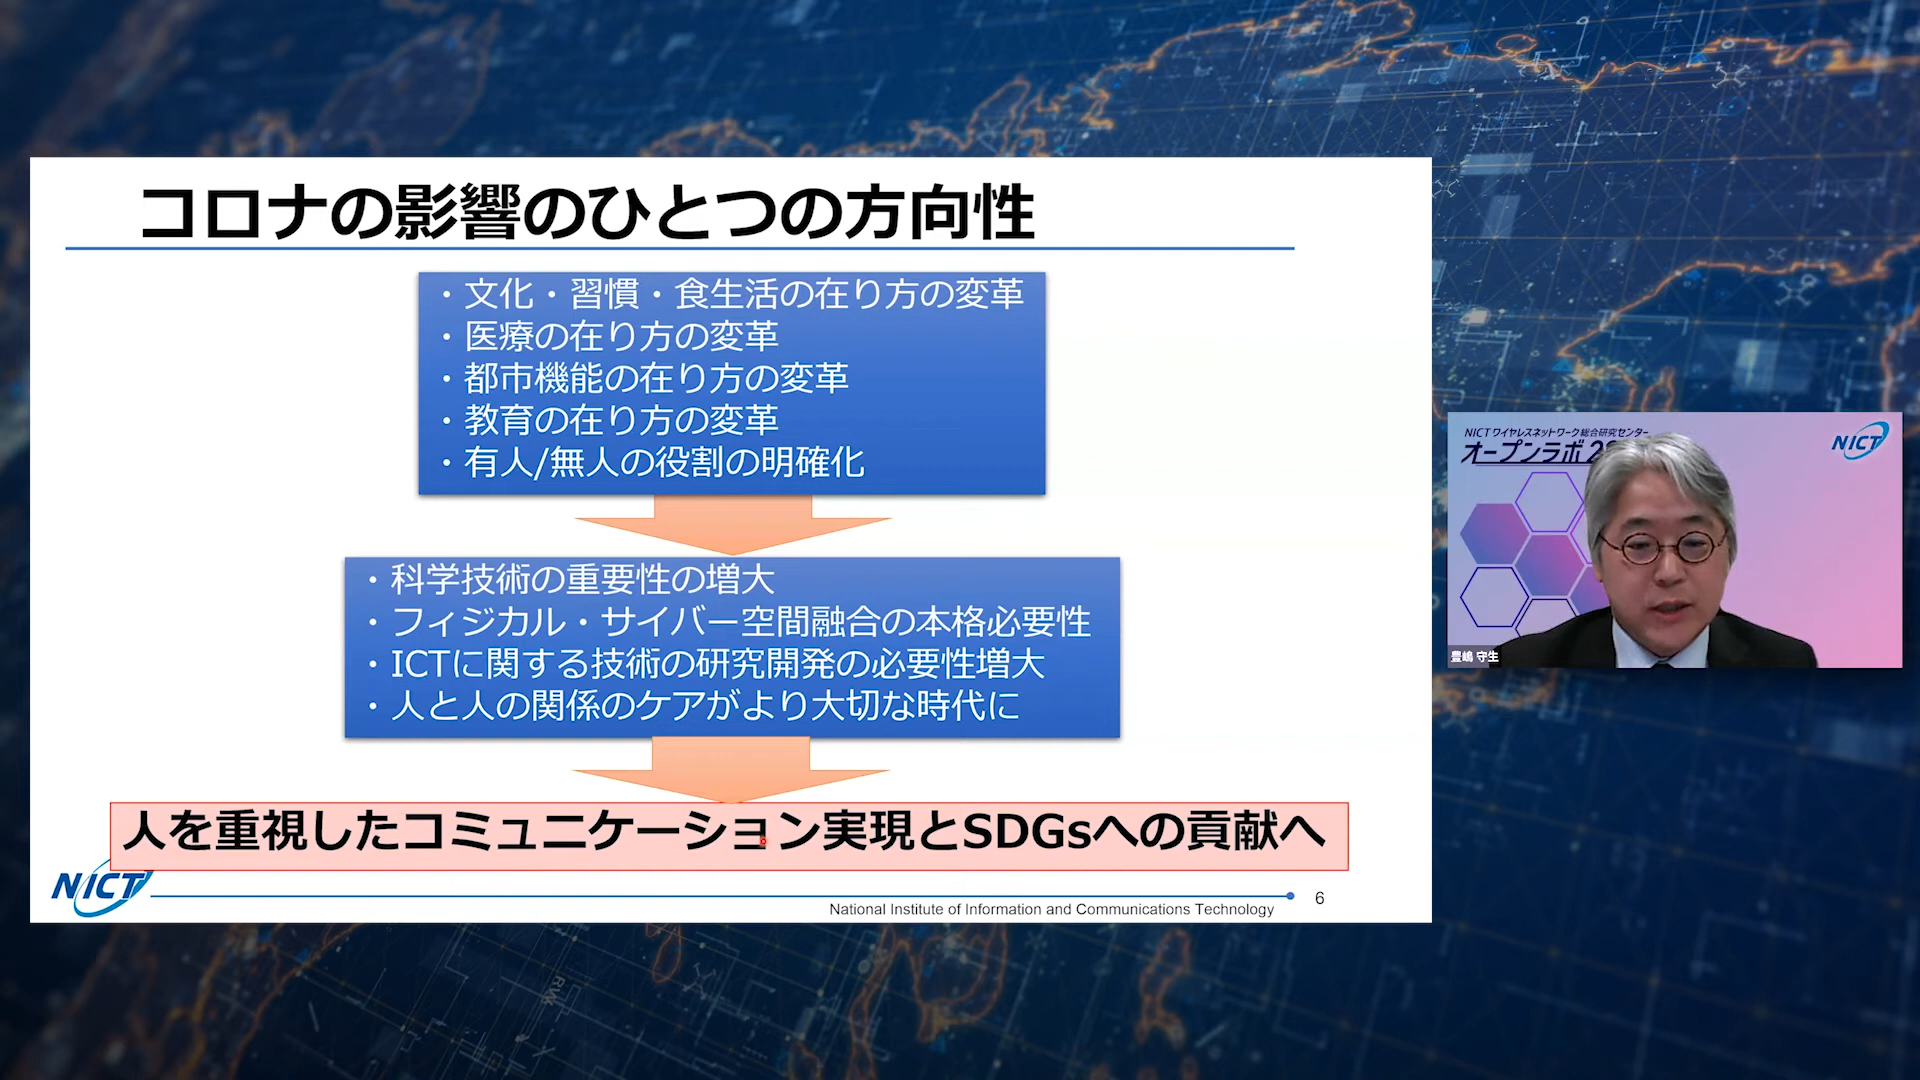 コロナの影響のひとつの方向性
・文化・習慣・食生活の在り方の変革
・医療の在り方の変革
・都市機能の在り方の変革
・教育の在り方の変革
・有人/無人の役割の明確化
・科学技術の重要性の増大
・フィジカル・サイバー空間融合の本格必要性
・ICTに関する技術の研究開発の必要性増大
・人と人の関係のケアがより大切な時代に
人を重視したコミュニケーション実現とSDGsへの貢献へ
NICT
National Institute of Information and Communications Technology
6
NICTワイヤレスネットワーク総合研究センター
オープンラボ
NICT
豊嶋 守生